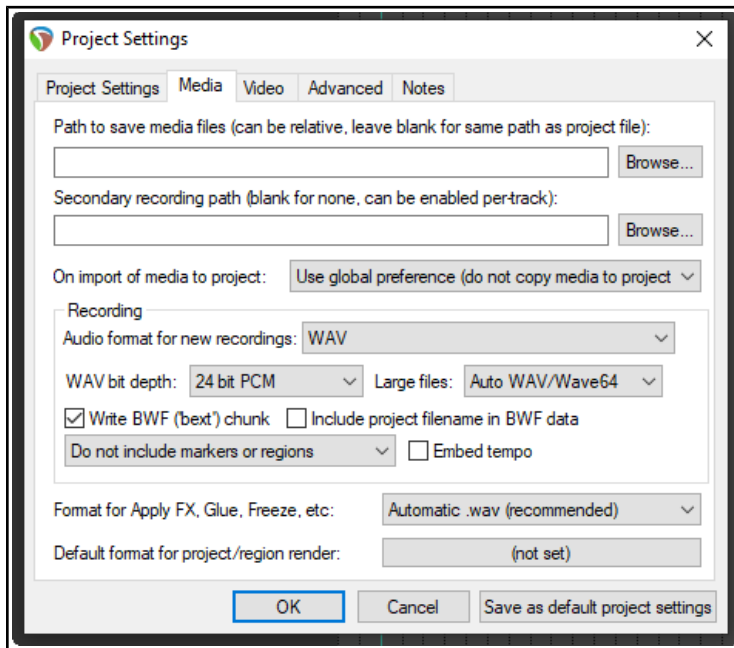 Project Settings
Project Settings Media Video Advanced Notes
Path to save media files (can be relative, leave blank for same path as project file):
Browse...
Secondary recording path (blank for none, can be enabled per-track):
Browse...
On import of media to project: Use global preference (do not copy media to project
Recording
Audio format for new recordings: WAV
WAV bit depth: 24 bit PCM Large files: Auto WAV/Wave64
Write BWF ('bext') chunk Include project filename in BWF data
Do not include markers or regions Embed tempo
Format for Apply FX, Glue, Freeze, etc: Automatic .wav (recommended)
Default format for project/region render: (not set)
OK Cancel Save as default project settings